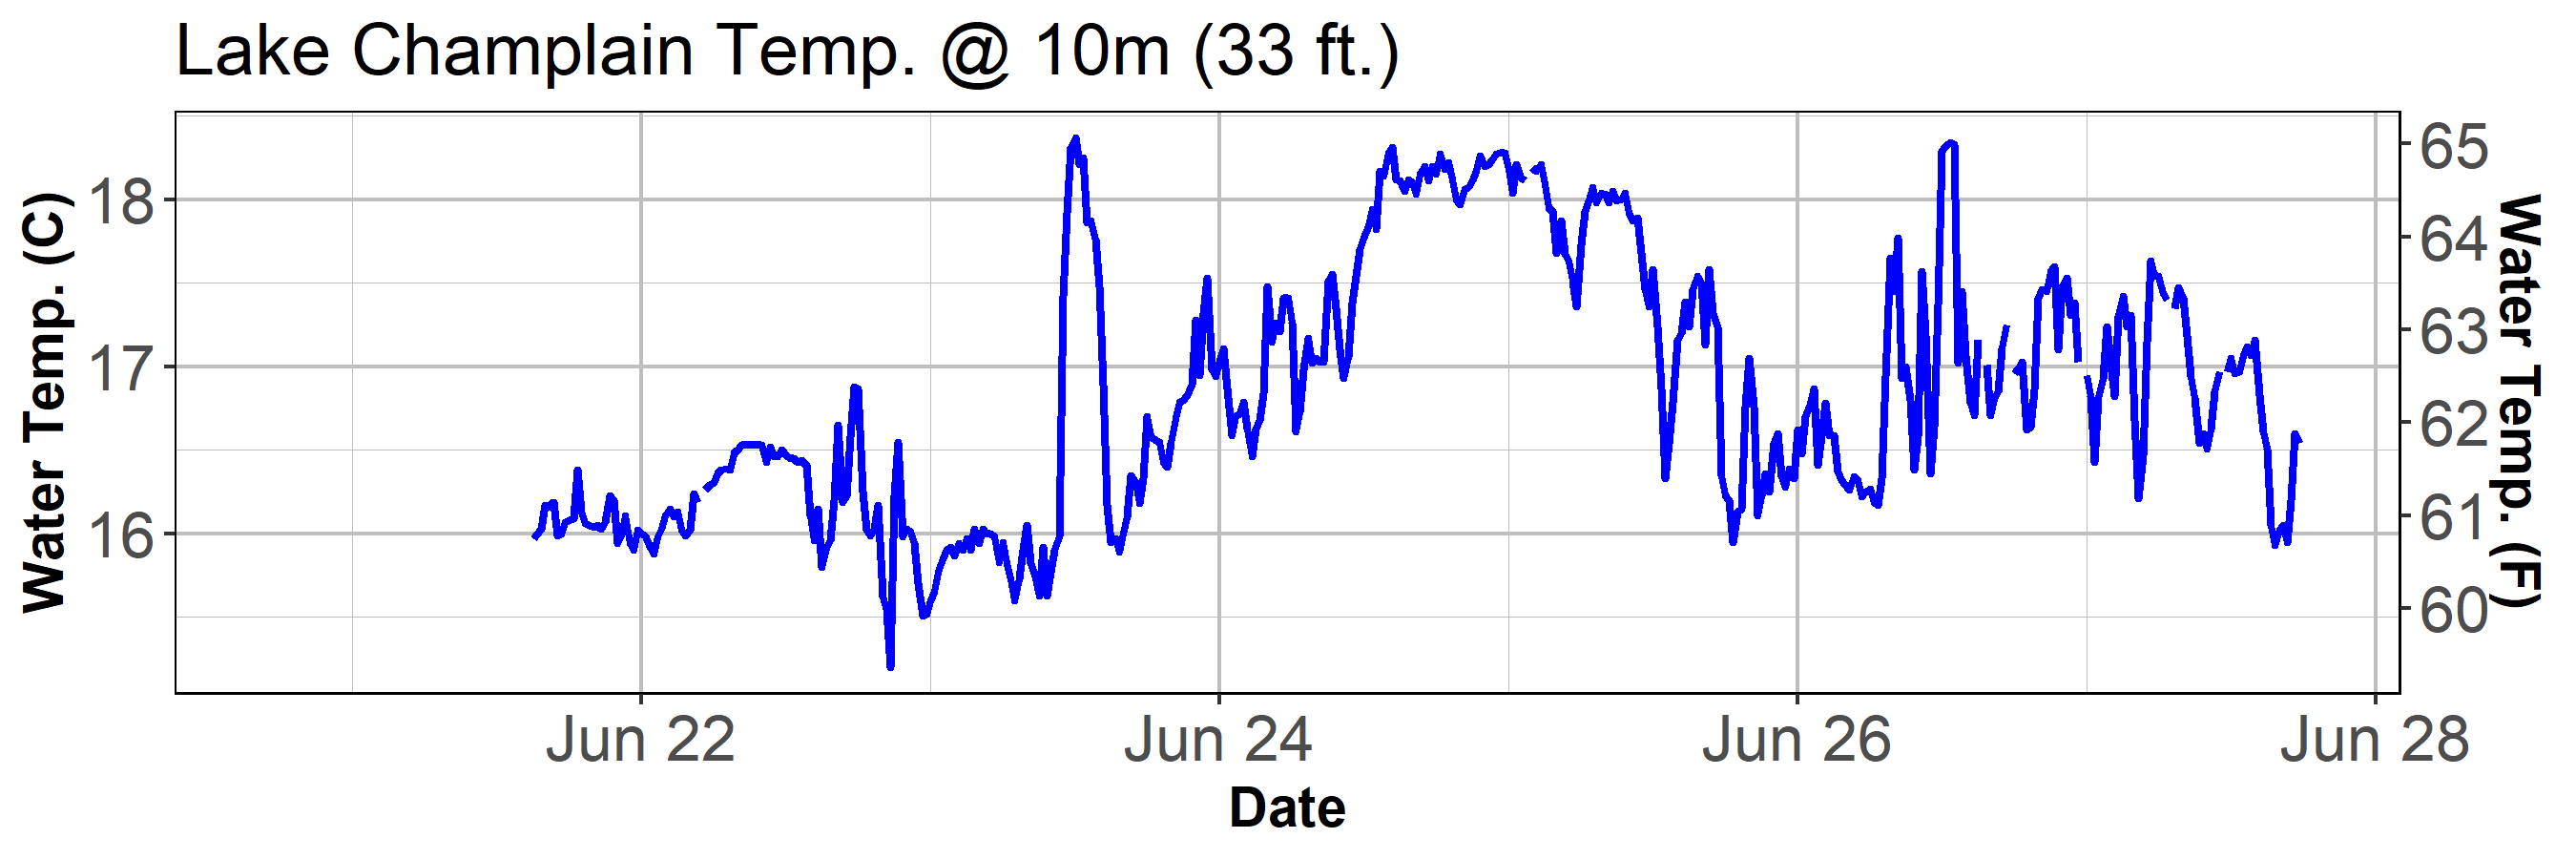 Lake Champlain Temp. @ 10m (33 ft.)
Water Temp. (C)
18
17
16
65
64
63
62
61
60
Water Temp. (F)
Jun 22
Jun 24
Jun 26
Jun 28
Date